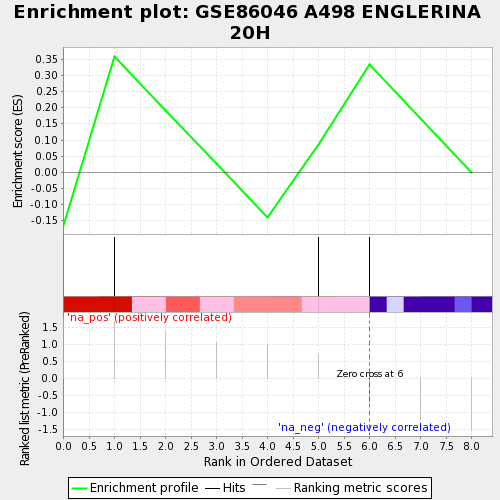 Enrichment plot: GSE86046 A498 ENGLERINA
20H
Enrichment score (ES)
0.35
0.30
0.25
0.20
0.15
0.10
0.05
0.00
-0.05
-0.10
-0.15
'na_pos' (positively correlated)
Ranked list metric (PreRanked)
1.5
1.0
0.5
0.0
-0.5
-1.0
-1.5
Zero cross at 6
'na_neg' (negatively correlated)
0.0 0.5 1.0 1.5 2.0 2.5 3.0 3.5 4.0 4.5 5.0 5.5 6.0 6.5 7.0 7.5 8.0
Rank in Ordered Dataset
Enrichment profile Hits Ranking metric scores